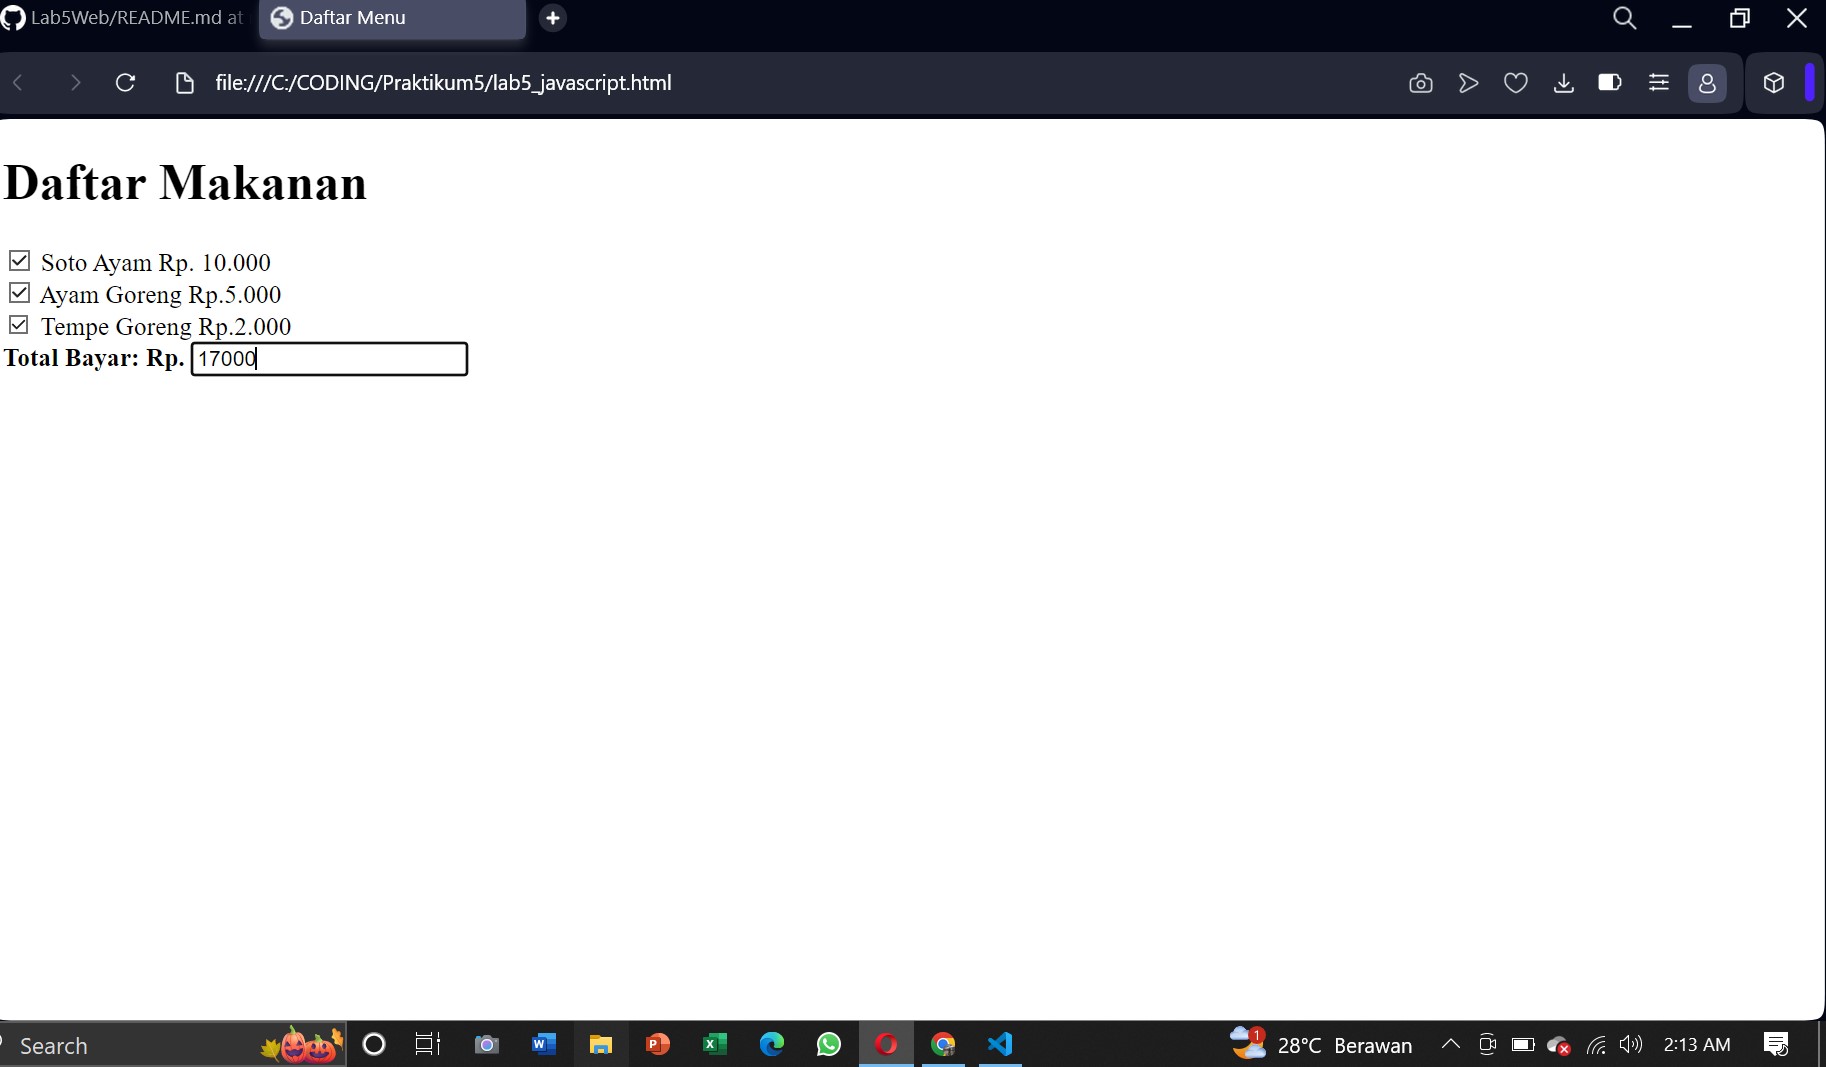 Lab5Web/README.md at
Daftar Menu
file:///C:/CODING/Praktikum5/lab5_javascript.html
Daftar Makanan
Soto Ayam Rp. 10.000
Ayam Goreng Rp.5.000
Tempe Goreng Rp.2.000
Total Bayar: Rp. 17000
Search
1
28°C Berawan
2:13 AM